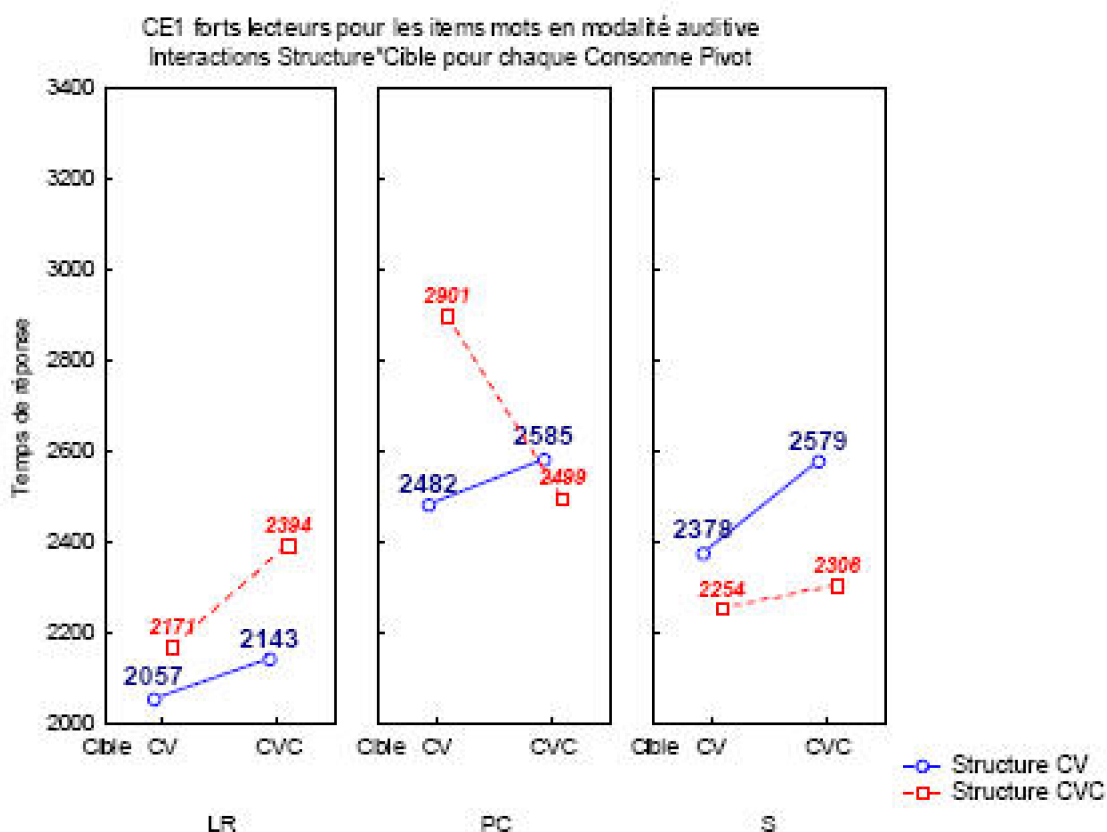 CE1 forts lecteurs pour les items mots en modalité auditive
Interactions Structure*Cible pour chaque Consonne Pivot
Temps de réponse
3400
3200
3000
2800
2600
2400
2200
2000
2057
2143
2171
2394
2482
2585
2901
2499
2378
2579
2254
2306
Cible CV CVC
Cible CV CVC
Cible CV CVC
LR
PC
S
Structure CV
Structure CVC